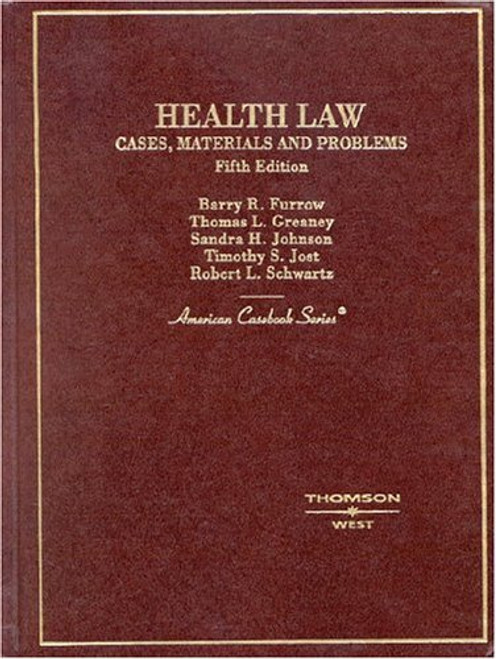 HEALTH LAW
CASES, MATERIALS AND PROBLEMS
Fifth Edition
Barry R. Furrow
Thomas L. Greaney
Sandra H. Johnson
Timothy S. Jost
Robert L. Schwartz
American Casebook Series®
THOMSON
WEST